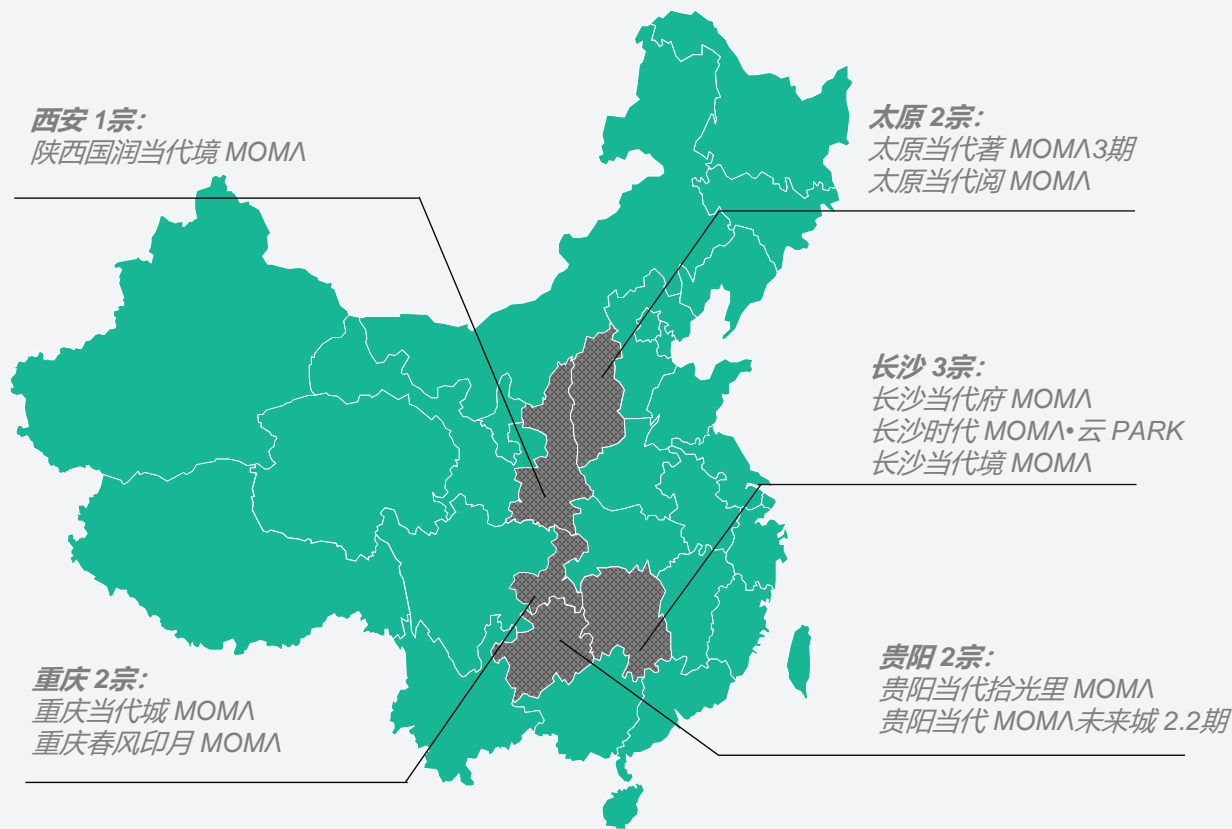 西安 1宗：
陕西国润当代境 MOMΛ
太原 2宗：
太原当代著 MOMΛ3期
太原当代阅 MOMΛ
长沙 3宗：
长沙当代府 MOMΛ
长沙时代 MOMΛ•云 PARK
长沙当代境 MOMΛ
重庆 2宗：
重庆当代城 MOMΛ
重庆春风印月 MOMΛ
贵阳 2宗：
贵阳当代拾光里 MOMΛ
贵阳当代 MOMΛ未来城 2.2期